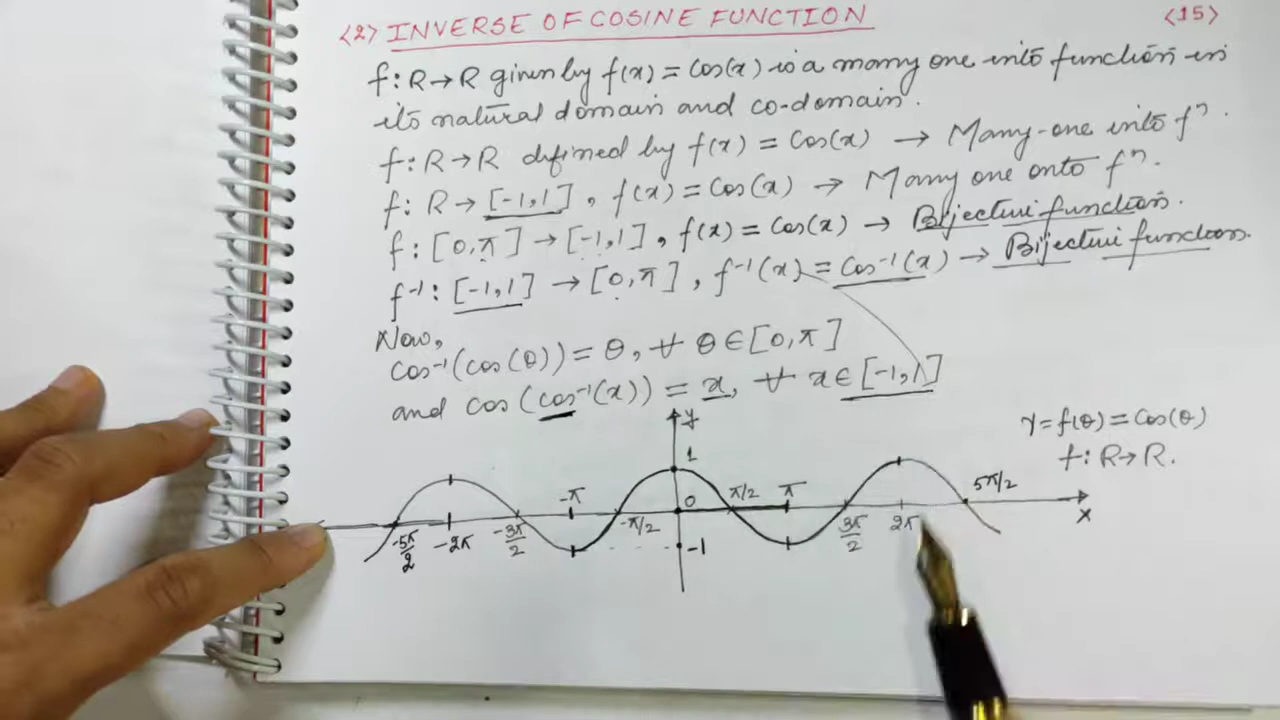 <2> INVERSE OF COSINE FUNCTION <15>
f: R→R given by f(x) = Cos(x) is a many one into function in
its natural domain and co-domain.
f: R→R defined by f(x) = Cos(x) → Many-one into fⁿ.
f: R→ [-1,1], f(x) = Cos(x) → Many one onto fⁿ.
f: [0,π] → [-1,1], f(x) = Cos(x) → Bijective function.
f⁻¹: [-1,1] → [0,π], f⁻¹(x) = Cos⁻¹(x) → Bijective function.
Now,
Cos⁻¹(cos(θ)) = θ, ∀ θ ∈ [0,π]
and cos(cos⁻¹(x)) = x, ∀ x ∈ [-1,1]
y
Y = f(θ) = Cos(θ)
f: R→R.
1
-π 0 π/2 π 5π/2
-5π/2 -2π -3π/2 -π/2 3π/2 2π X
-1